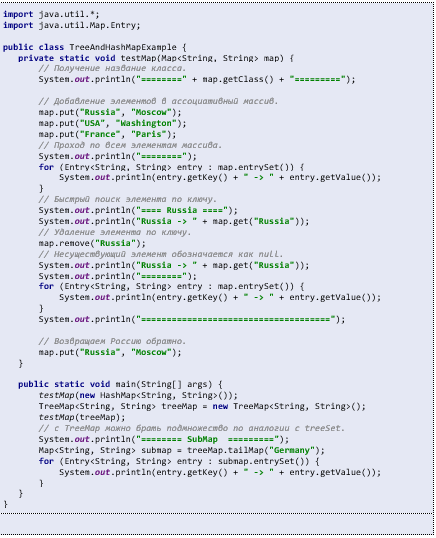 import java.util.*;
import java.util.Map.Entry;
public class TreeAndHashMapExample {
private static void testMap(Map<String, String> map) {
// Получение название класса.
System.out.println("========" + map.getClass() + "=========");
// Добавление элементов в ассоциативный массив.
map.put("Russia", "Moscow");
map.put("USA", "Washington");
map.put("France", "Paris");
// Проход по всем элементам массива.
System.out.println("========");
for (Entry<String, String> entry : map.entrySet()) {
System.out.println(entry.getKey() + " -> " + entry.getValue());
}
// Быстрый поиск элемента по ключу.
System.out.println("==== Russia ====");
System.out.println("Russia -> " + map.get("Russia"));
// Удаление элемента по ключу.
map.remove("Russia");
// Несуществующий элемент обозначается как null.
System.out.println("Russia -> " + map.get("Russia"));
System.out.println("========");
for (Entry<String, String> entry : map.entrySet()) {
System.out.println(entry.getKey() + " -> " + entry.getValue());
}
System.out.println("====================================");
// Возвращаем Россию обратно.
map.put("Russia", "Moscow");
}
public static void main(String[] args) {
testMap(new HashMap<String, String>());
TreeMap<String, String> treeMap = new TreeMap<String, String>();
testMap(treeMap);
// с TreeMap можно брать подмножество по аналогии с treeSet.
System.out.println("======== SubMap  =========");
Map<String, String> submap = treeMap.tailMap("Germany");
for (Entry<String, String> entry : submap.entrySet()) {
System.out.println(entry.getKey() + " -> " + entry.getValue());
}
}
}